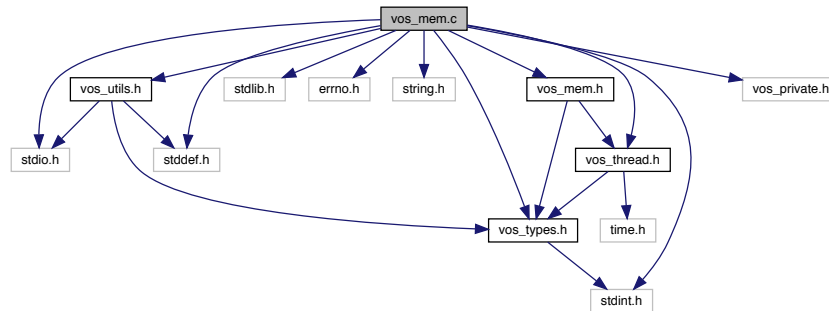 vos_mem.c
vos_utils.h
stdlib.h
errno.h
string.h
vos_mem.h
vos_private.h
stdio.h
stddef.h
vos_thread.h
vos_types.h
time.h
stdint.h